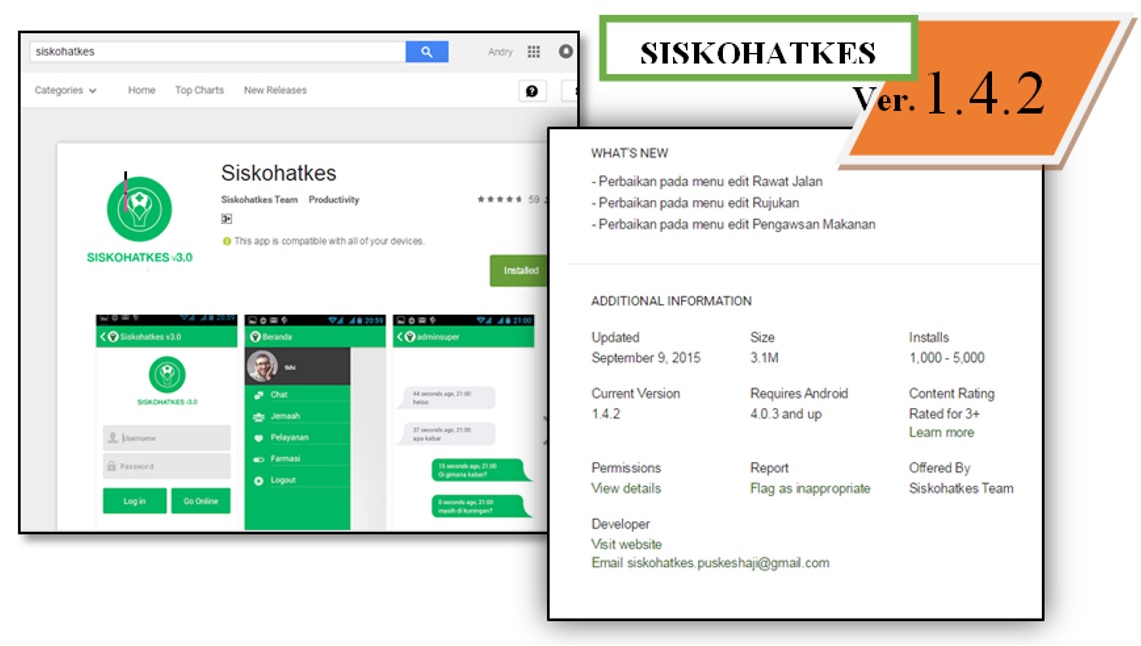 siskohatkes
Andry
Categories
Home
Top Charts
New Releases
SISKOHATKES
Ver. 1.4.2
Siskohatkes
Siskohatkes Team Productivity
59
3+
This app is compatible with all of your devices.
Installed
SISKOHATKES v3.0
20:59
Siskohatkes v3.0
SISKOHATKES v3.0
Username
Password
Log in
Go Online
20:59
Beranda
Chat
Jemaah
Pelayanan
Farmasi
Logout
21:00
adminsuper
44 seconds ago, 21:00
heloo
37 seconds ago, 21:00
apa kabar
15 seconds ago, 21:00
Oi gimana kabar?
0 seconds ago, 21:00
masih di kuningan?
WHAT'S NEW
- Perbaikan pada menu edit Rawat Jalan
- Perbaikan pada menu edit Rujukan
- Perbaikan pada menu edit Pengawsan Makanan
ADDITIONAL INFORMATION
Updated
September 9, 2015
Size
3.1M
Installs
1,000 - 5,000
Current Version
1.4.2
Requires Android
4.0.3 and up
Content Rating
Rated for 3+
Learn more
Permissions
View details
Report
Flag as inappropriate
Offered By
Siskohatkes Team
Developer
Visit website
Email siskohatkes.puskeshaji@gmail.com